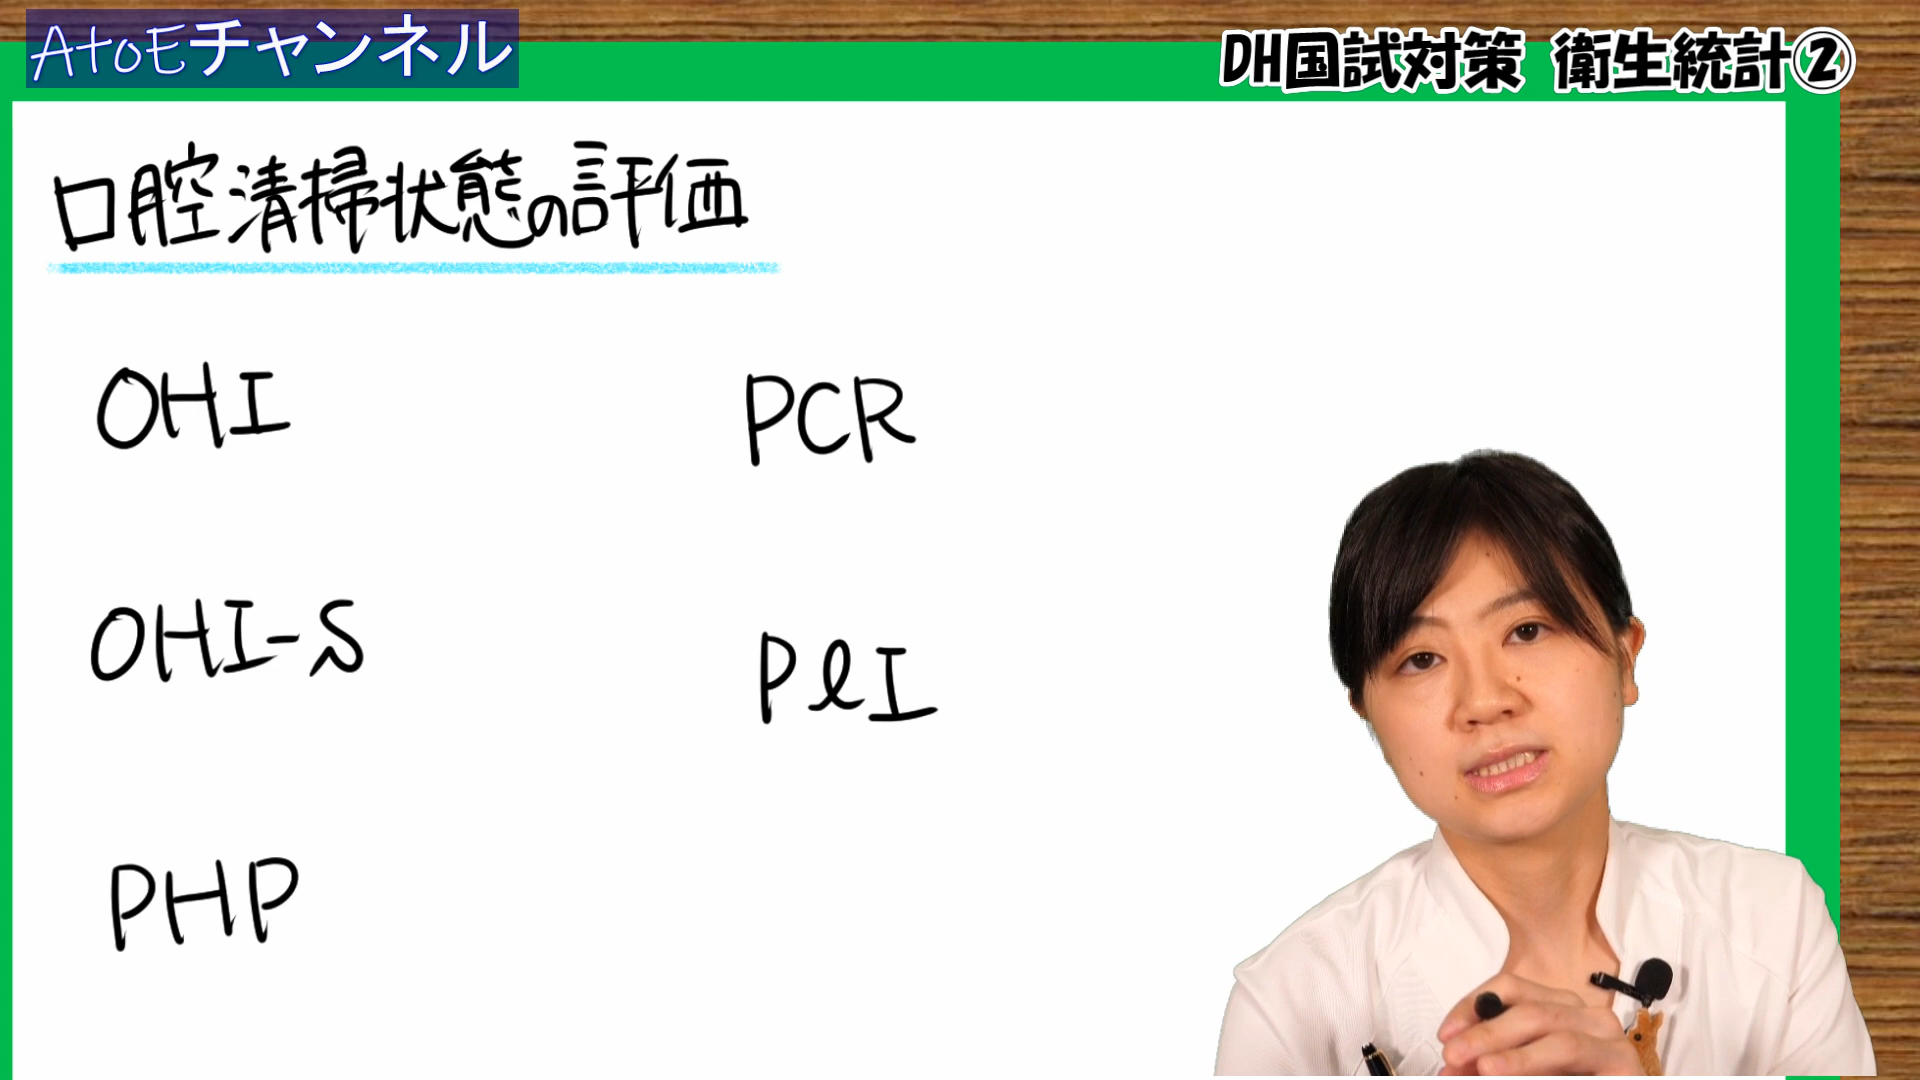 AtoEチャンネル
DH国試対策 衛生統計②
口腔清掃状態の評価
OHI
PCR
OHI-S
PlI
PHP